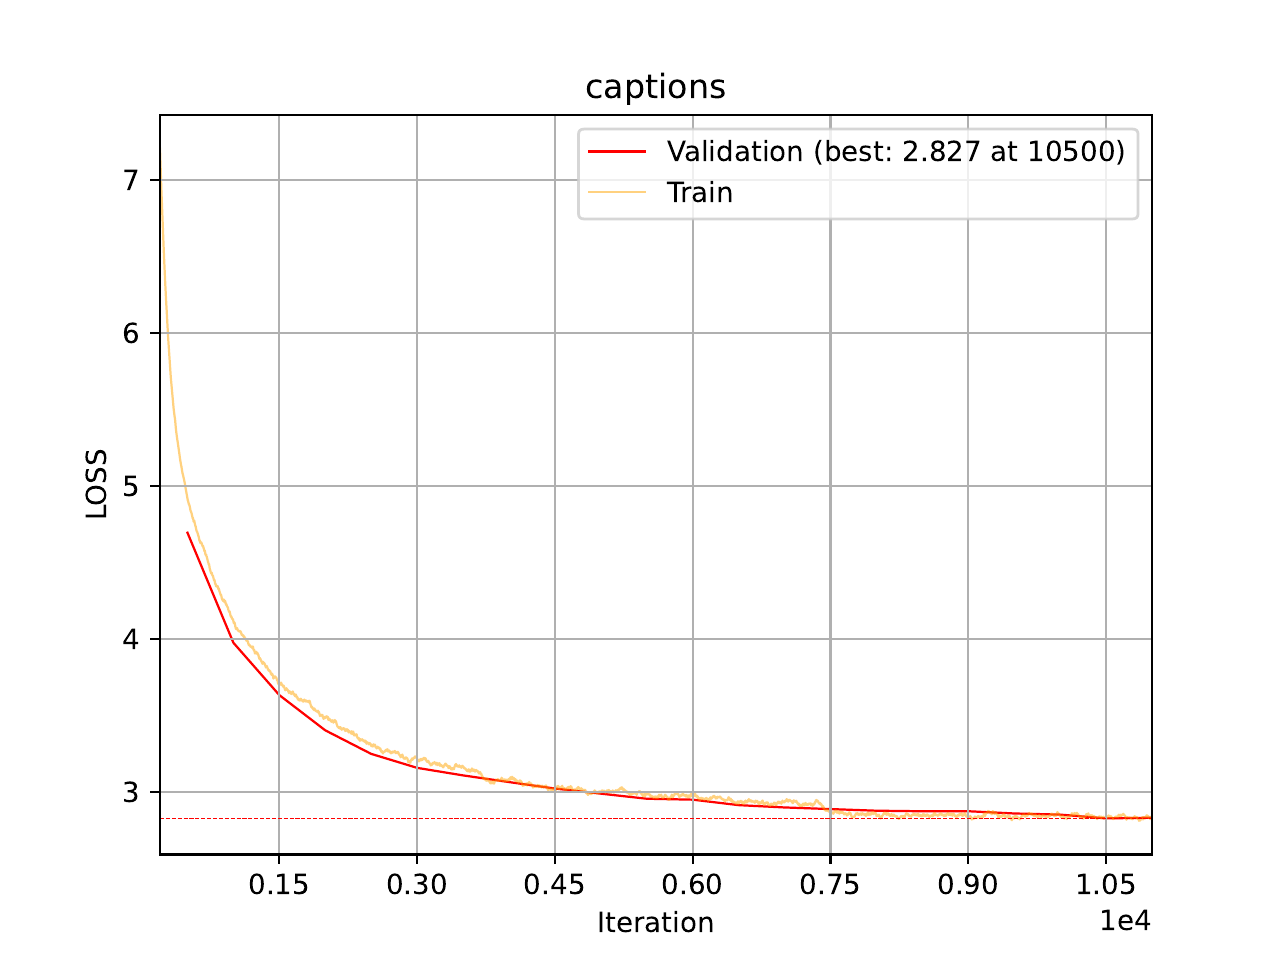 captions
Validation (best: 2.827 at 10500)
Train
7
6
5
4
3
LOSS
0.15 0.30 0.45 0.60 0.75 0.90 1.05
1e4
Iteration